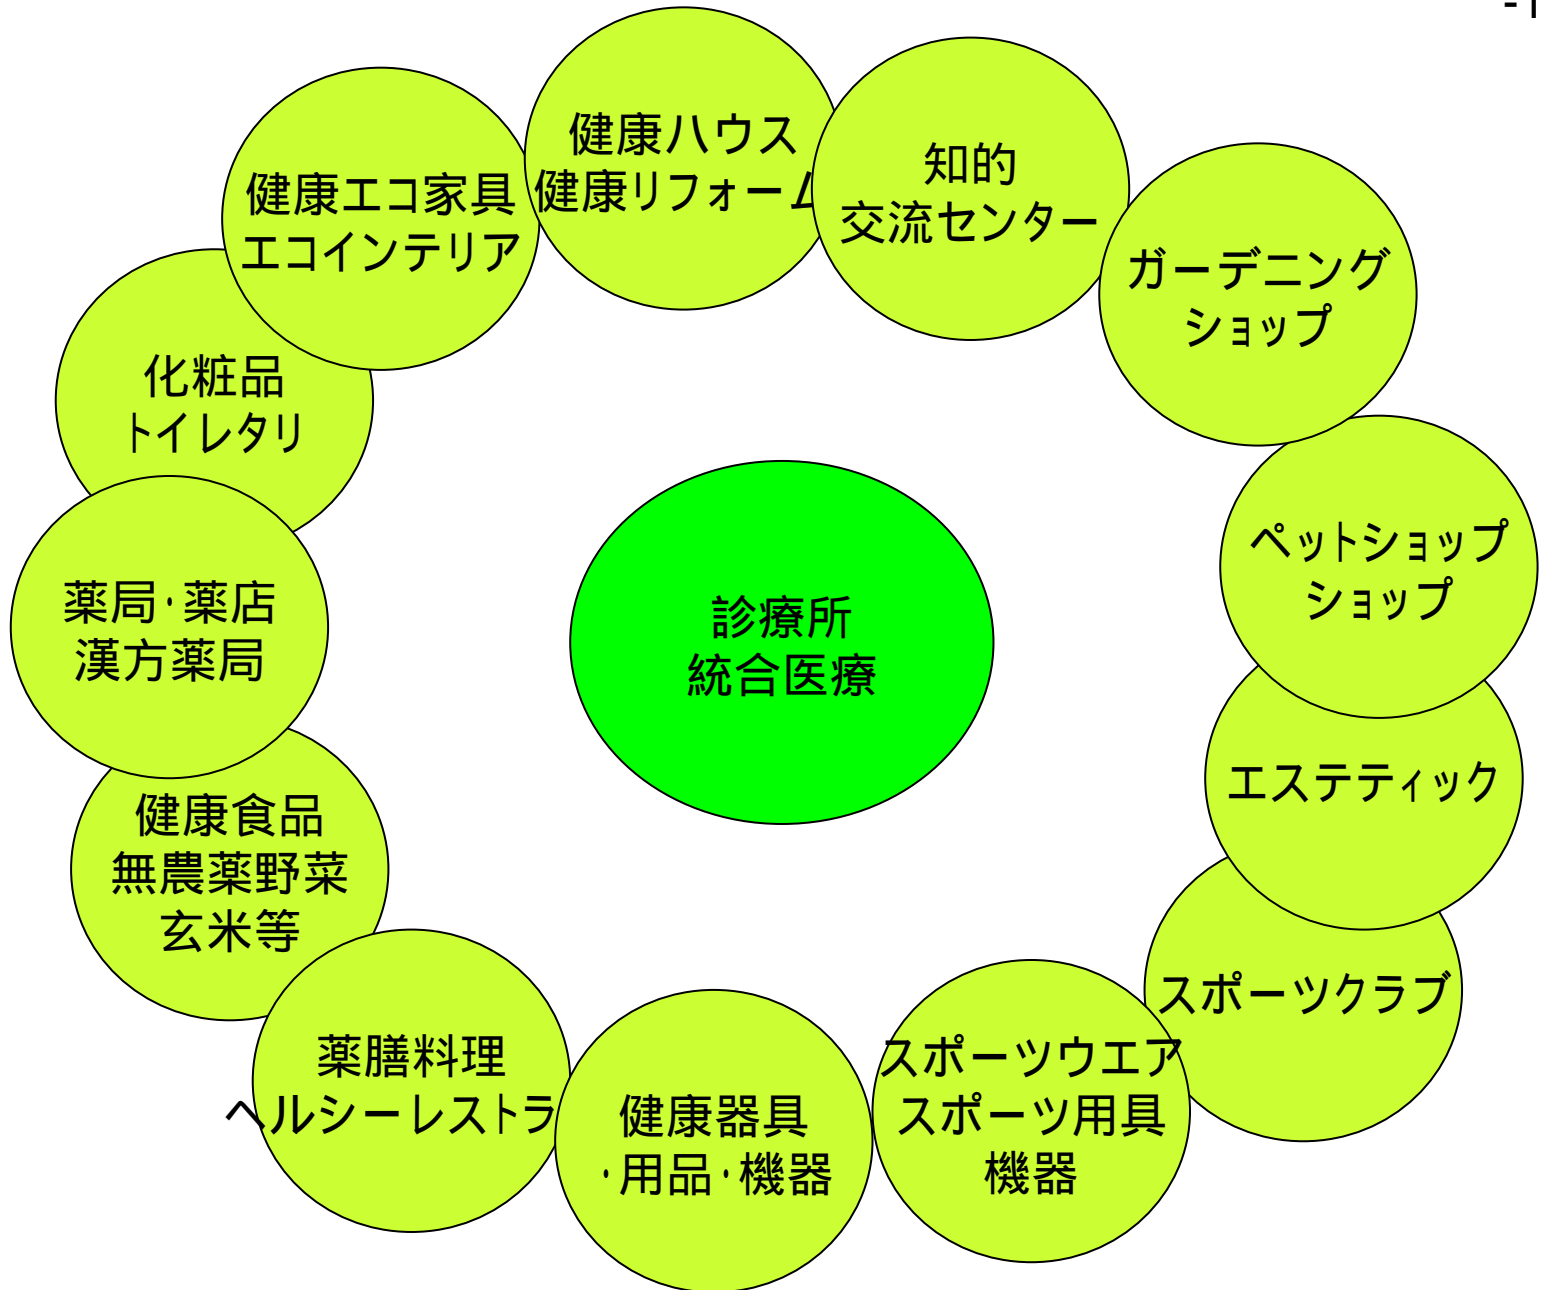 -1
健康ハウス
健康リフォーム
知的
交流センター
健康エコ家具
エコインテリア
ガーデニング
ショップ
化粧品
トイレタリ
ペットショップ
ショップ
薬局・薬店
漢方薬局
診療所
統合医療
エステティック
健康食品
無農薬野菜
玄米等
スポーツクラブ
薬膳料理
ヘルシーレストラ
健康器具
・用品・機器
スポーツウエア
スポーツ用具
機器